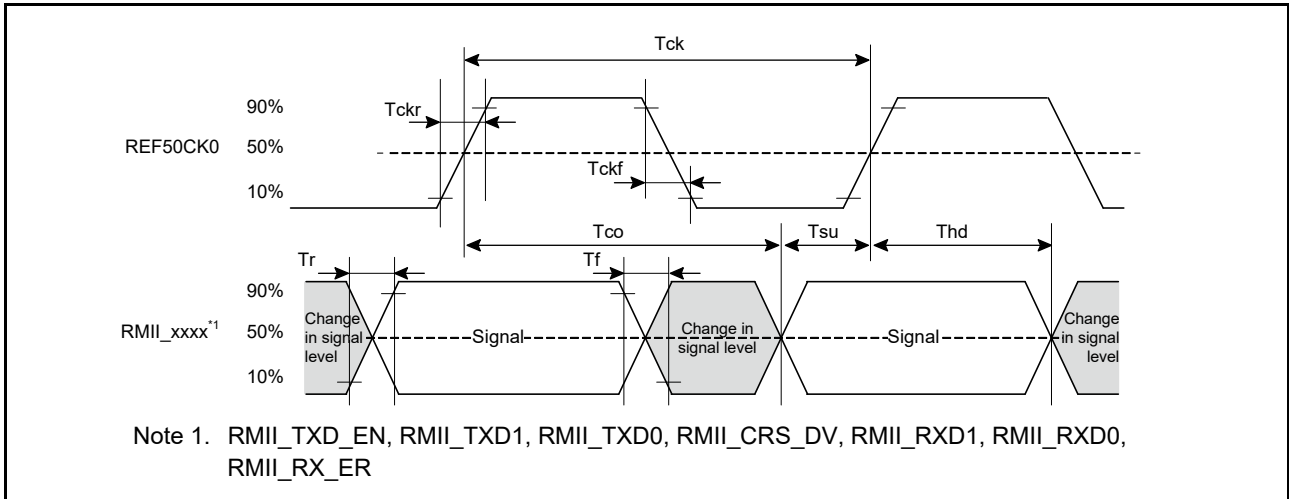 Tck
90%
Tckr
REF50CK0
50%
Tckf
10%
Tco
Tsu
Thd
Tr
Tf
90%
RMII_xxxx*1
50%
10%
Change
in signal
level
Signal
Change in
signal level
Signal
Change
in signal
level
Note 1. RMII_TXD_EN, RMII_TXD1, RMII_TXD0, RMII_CRS_DV, RMII_RXD1, RMII_RXD0,
RMII_RX_ER